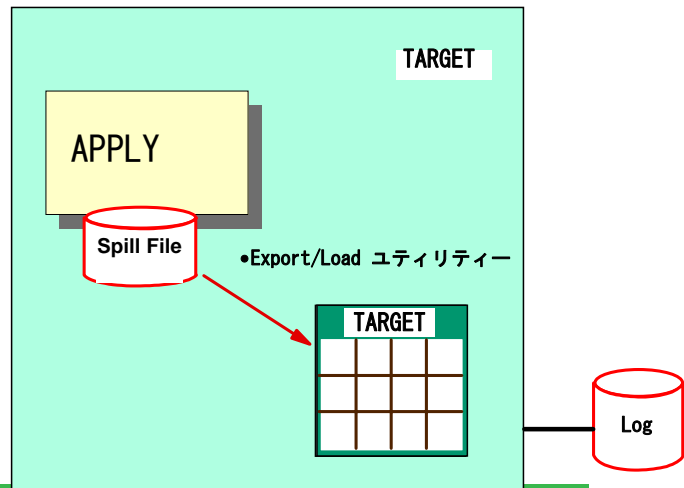 TARGET
APPLY
Spill File
•Export/Load ユティリティー
TARGET
Log